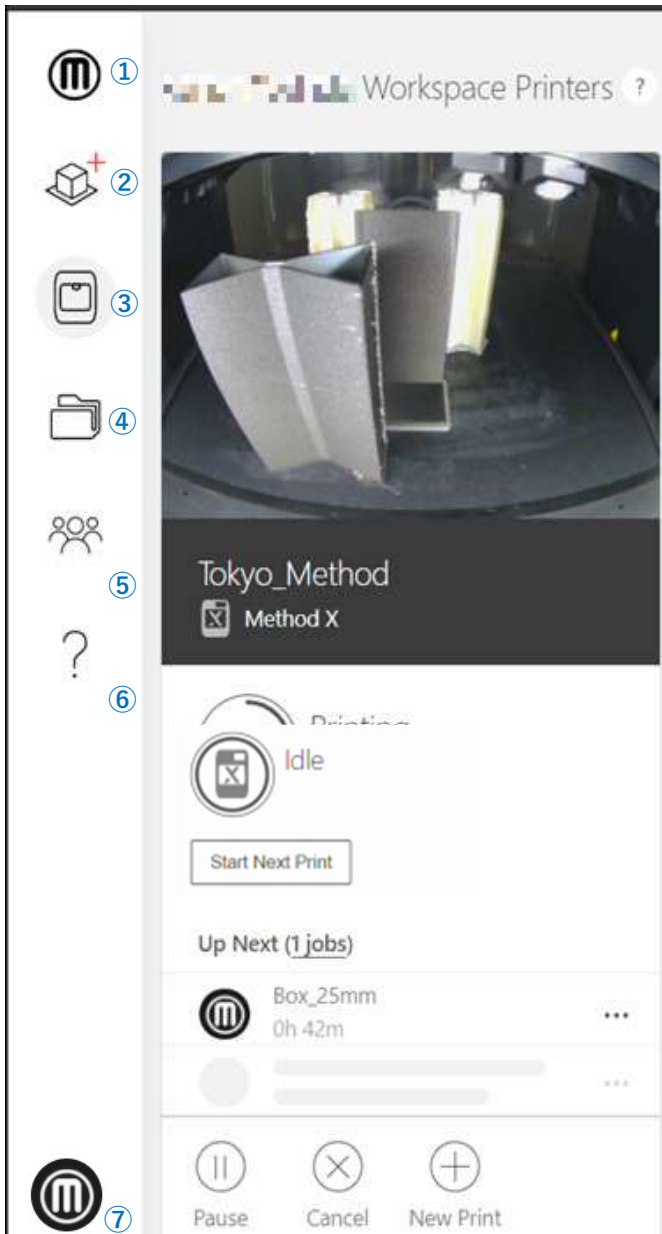 ①
②
③
④
⑤
⑥
⑦
Workspace Printers ?
Tokyo_Method
X Method X
Printing
X Idle
Start Next Print
Up Next (1 jobs)
Box_25mm
0h 42m
Pause Cancel New Print